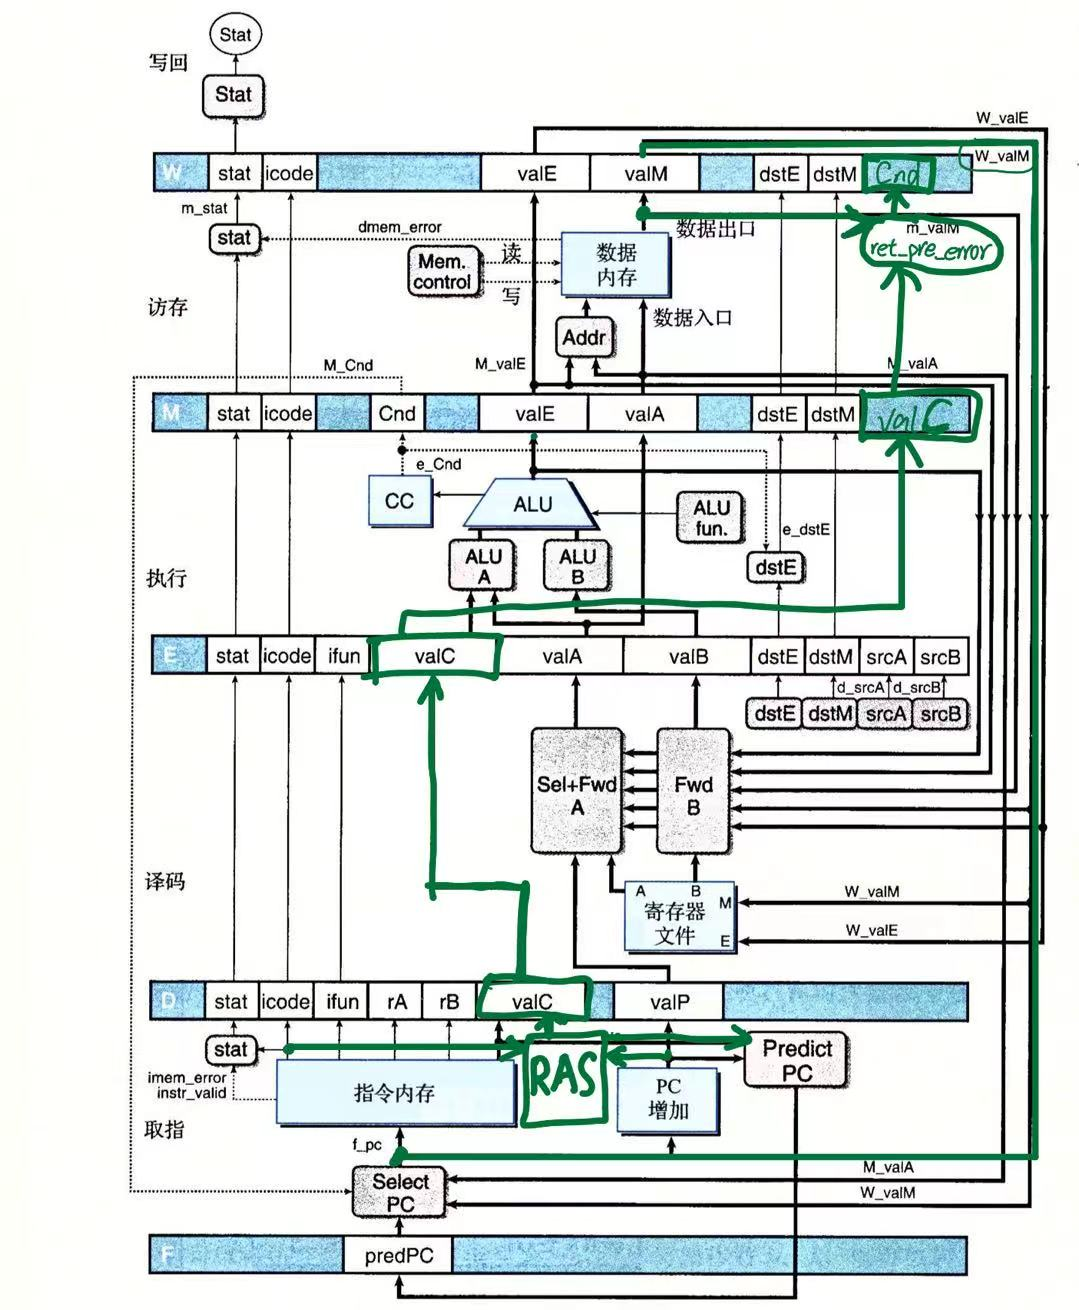 Stat
写回
Stat
W_valE
W stat icode valE valM dstE dstM Cnd
W_valM
m_stat
stat
dmem_error
数据出口
m_valM
ret_pre_error
Mem. control
读
写
数据
内存
访存
数据入口
Addr
M_Cnd
M_valE
M_valA
M stat icode Cnd valE valA dstE dstM valC
e_Cnd
CC
ALU
ALU
fun.
e_dstE
ALU
A
ALU
B
dstE
执行
E stat icode ifun valC valA valB dstE dstM srcA srcB
d_srcA d_srcB
dstE dstM srcA srcB
Sel+Fwd
A
Fwd
B
译码
A B
M
E
寄存器
文件
W_valM
W_valE
D stat icode ifun rA rB valC valP
stat
imem_error
instr_valid
指令内存
RAS
PC
增加
Predict
PC
取指
f_pc
Select
PC
M_valA
W_valM
F predPC